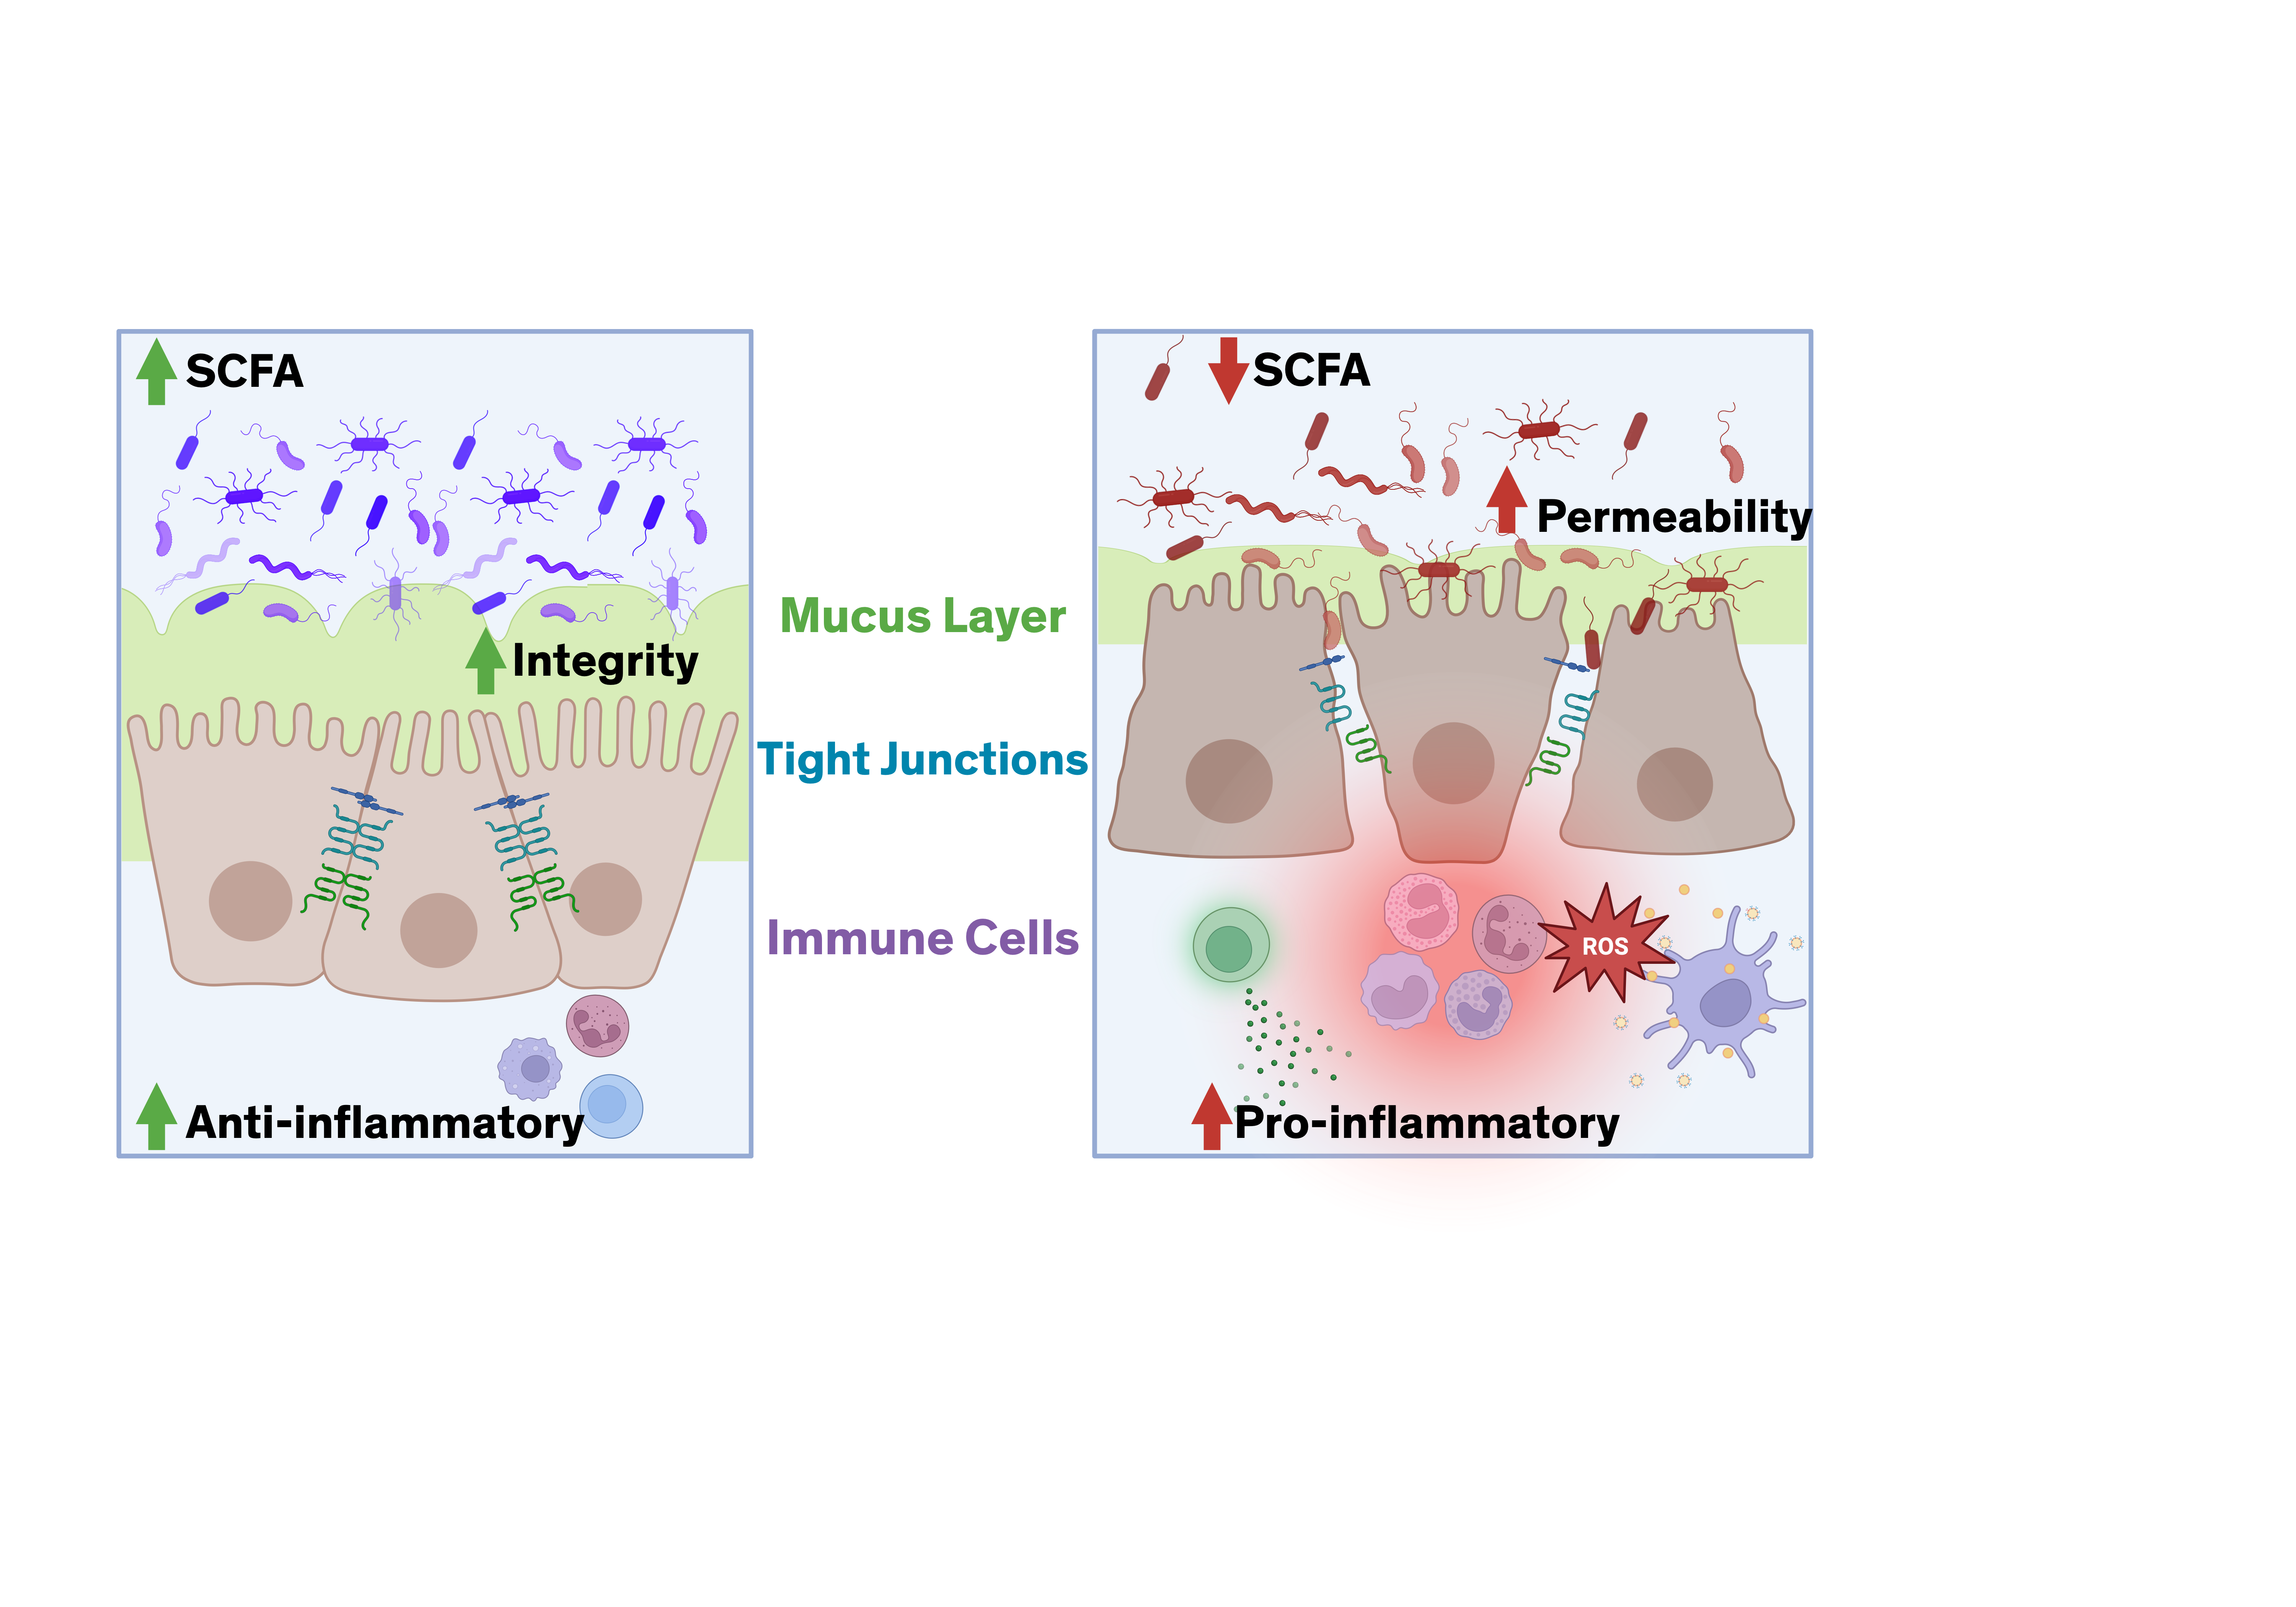 SCFA
Integrity
Anti-inflammatory
Mucus Layer
Tight Junctions
Immune Cells
SCFA
Permeability
ROS
Pro-inflammatory